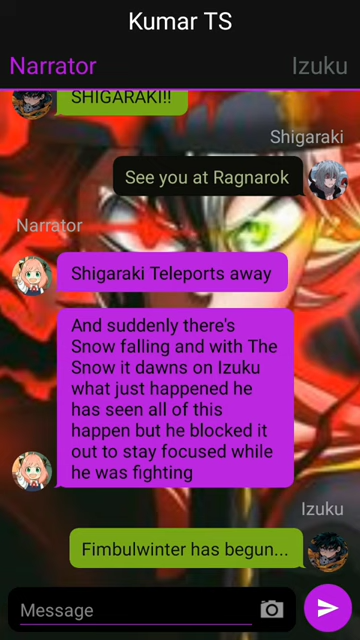 Kumar TS
Narrator
Izuku
SHIGARAKI!!
Shigaraki
See you at Ragnarok
Narrator
Shigaraki Teleports away
And suddenly there's
Snow falling and with The
Snow it dawns on Izuku
what just happened he
has seen all of this
happen but he blocked it
out to stay focused while
he was fighting
Izuku
Fimbulwinter has begun...
Message